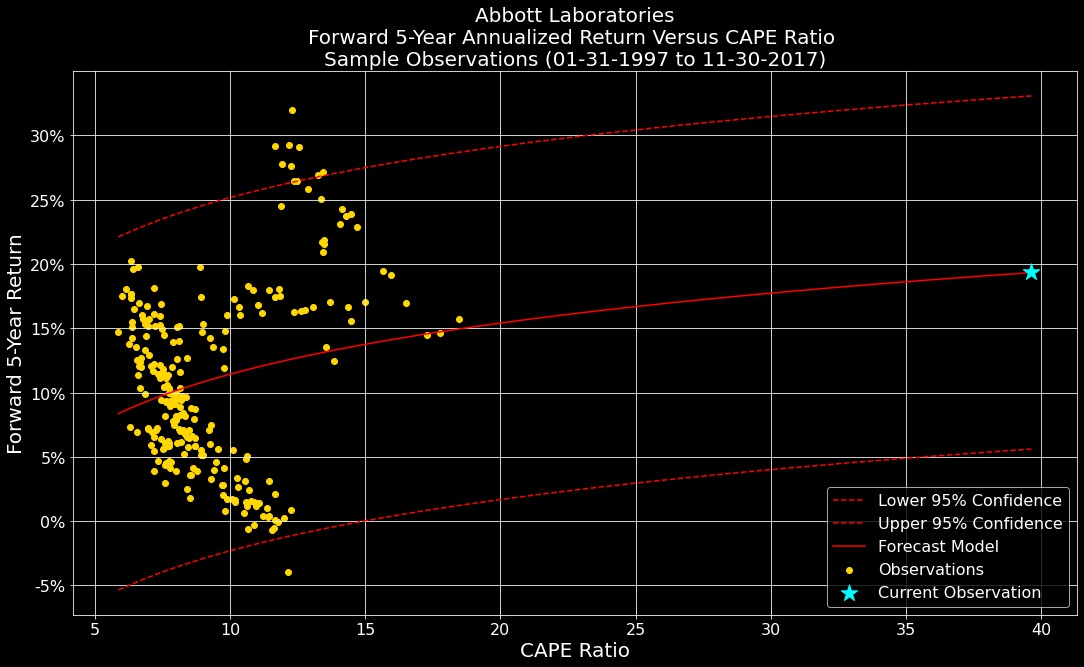 Abbott Laboratories
Forward 5-Year Annualized Return Versus CAPE Ratio
Sample Observations (01-31-1997 to 11-30-2017)
Forward 5-Year Return
30%
25%
20%
15%
10%
5%
0%
-5%
5 10 15 20 25 30 35 40
CAPE Ratio
Lower 95% Confidence
Upper 95% Confidence
Forecast Model
Observations
Current Observation